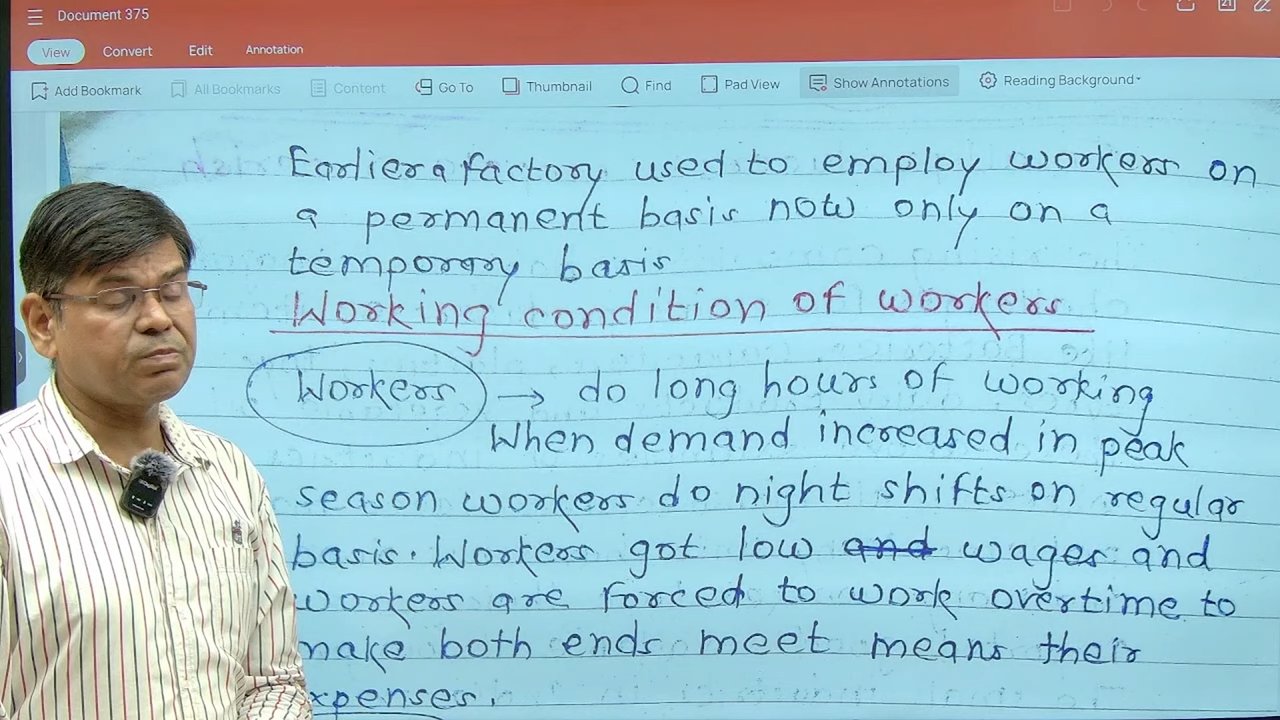 Document 375
View Convert Edit Annotation
Add Bookmark All Bookmarks Content Go To Thumbnail Find Pad View Show Annotations Reading Background
Earlier a factory used to employ workers on
a permanent basis now only on a
temporary basis
Working condition of workers
Workers → do long hours of working
When demand increased in peak
season workers do night shifts on regular
basis. Workers got low and wages and
workers are forced to work overtime to
make both ends meet means their
expenses.